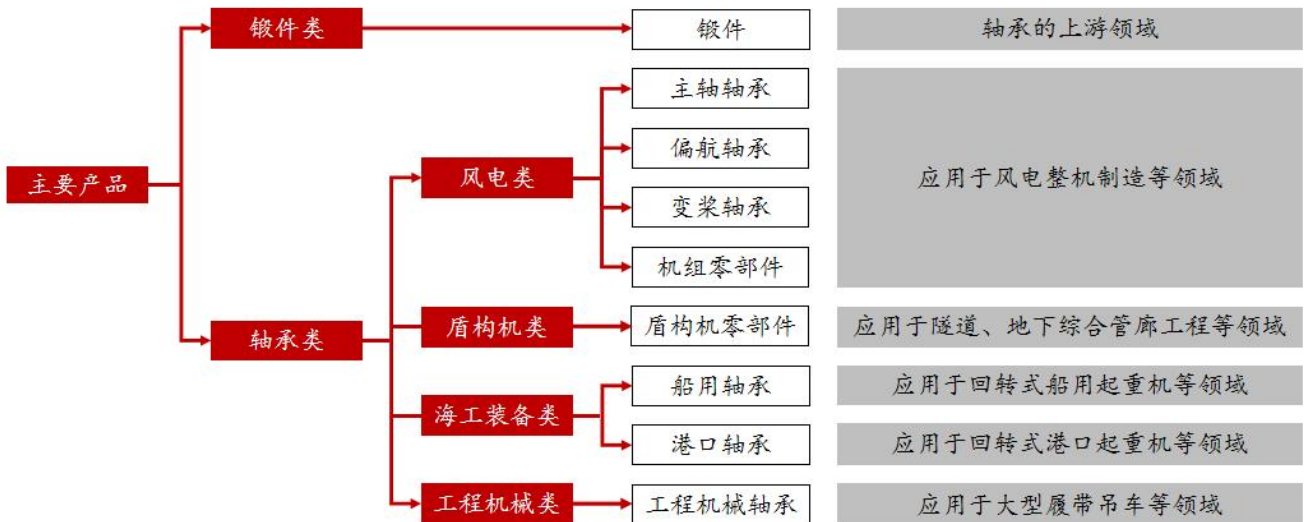 锻件类
锻件
轴承的上游领域
主要产品
轴承类
风电类
主轴轴承
偏航轴承
变桨轴承
机组零部件
应用于风电整机制造等领域
盾构机类
盾构机零部件
应用于隧道、地下综合管廊工程等领域
海工装备类
船用轴承
应用于回转式船用起重机等领域
港口轴承
应用于回转式港口起重机等领域
工程机械类
工程机械轴承
应用于大型履带吊车等领域